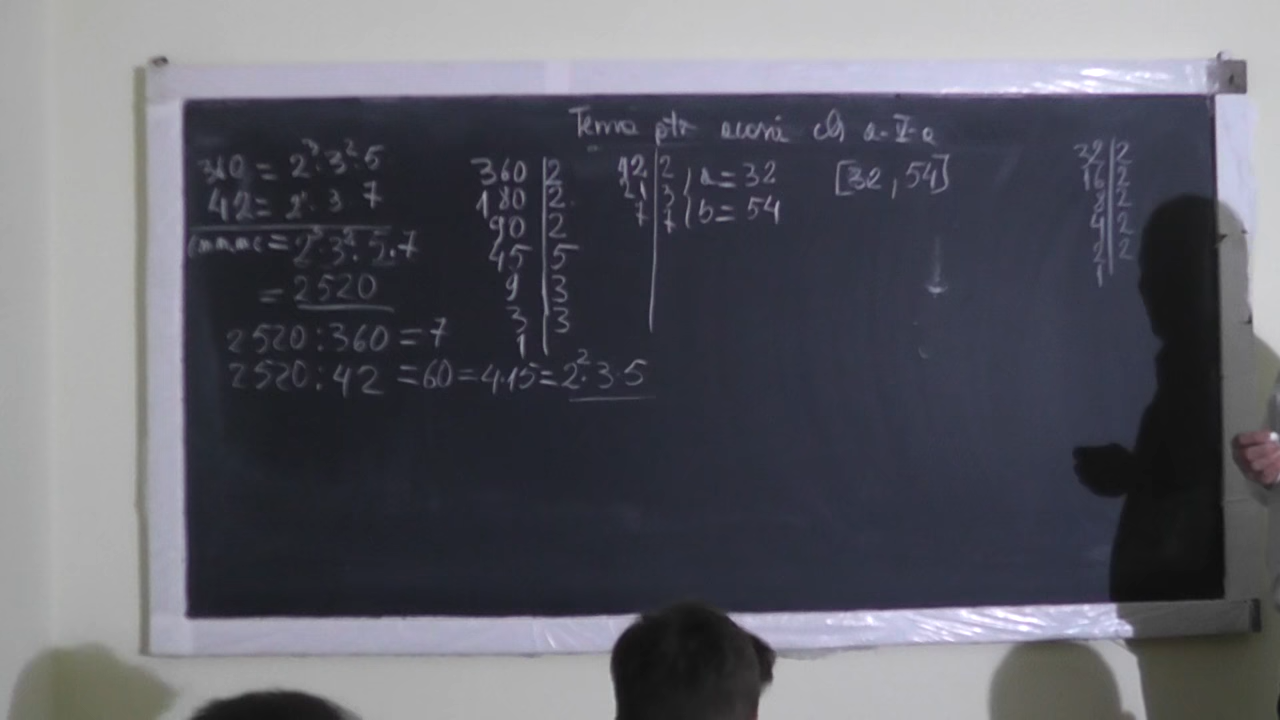 Tema ptr acasă cls a-V-a
360 = 2³·3²·5
42 = 2¹·3·7
cmmmc = 2³·3²·5·7
= 2520
2520:360 = 7
2520:42 = 60 = 4·15 = 2²·3·5
360 | 2
180 | 2
90 | 2
45 | 5
9 | 3
3 | 3
1
42 | 2
21 | 3
7 | 7
a = 32
b = 54
[32, 54]
32 | 2
16 | 2
8 | 2
4 | 2
2 | 2
1